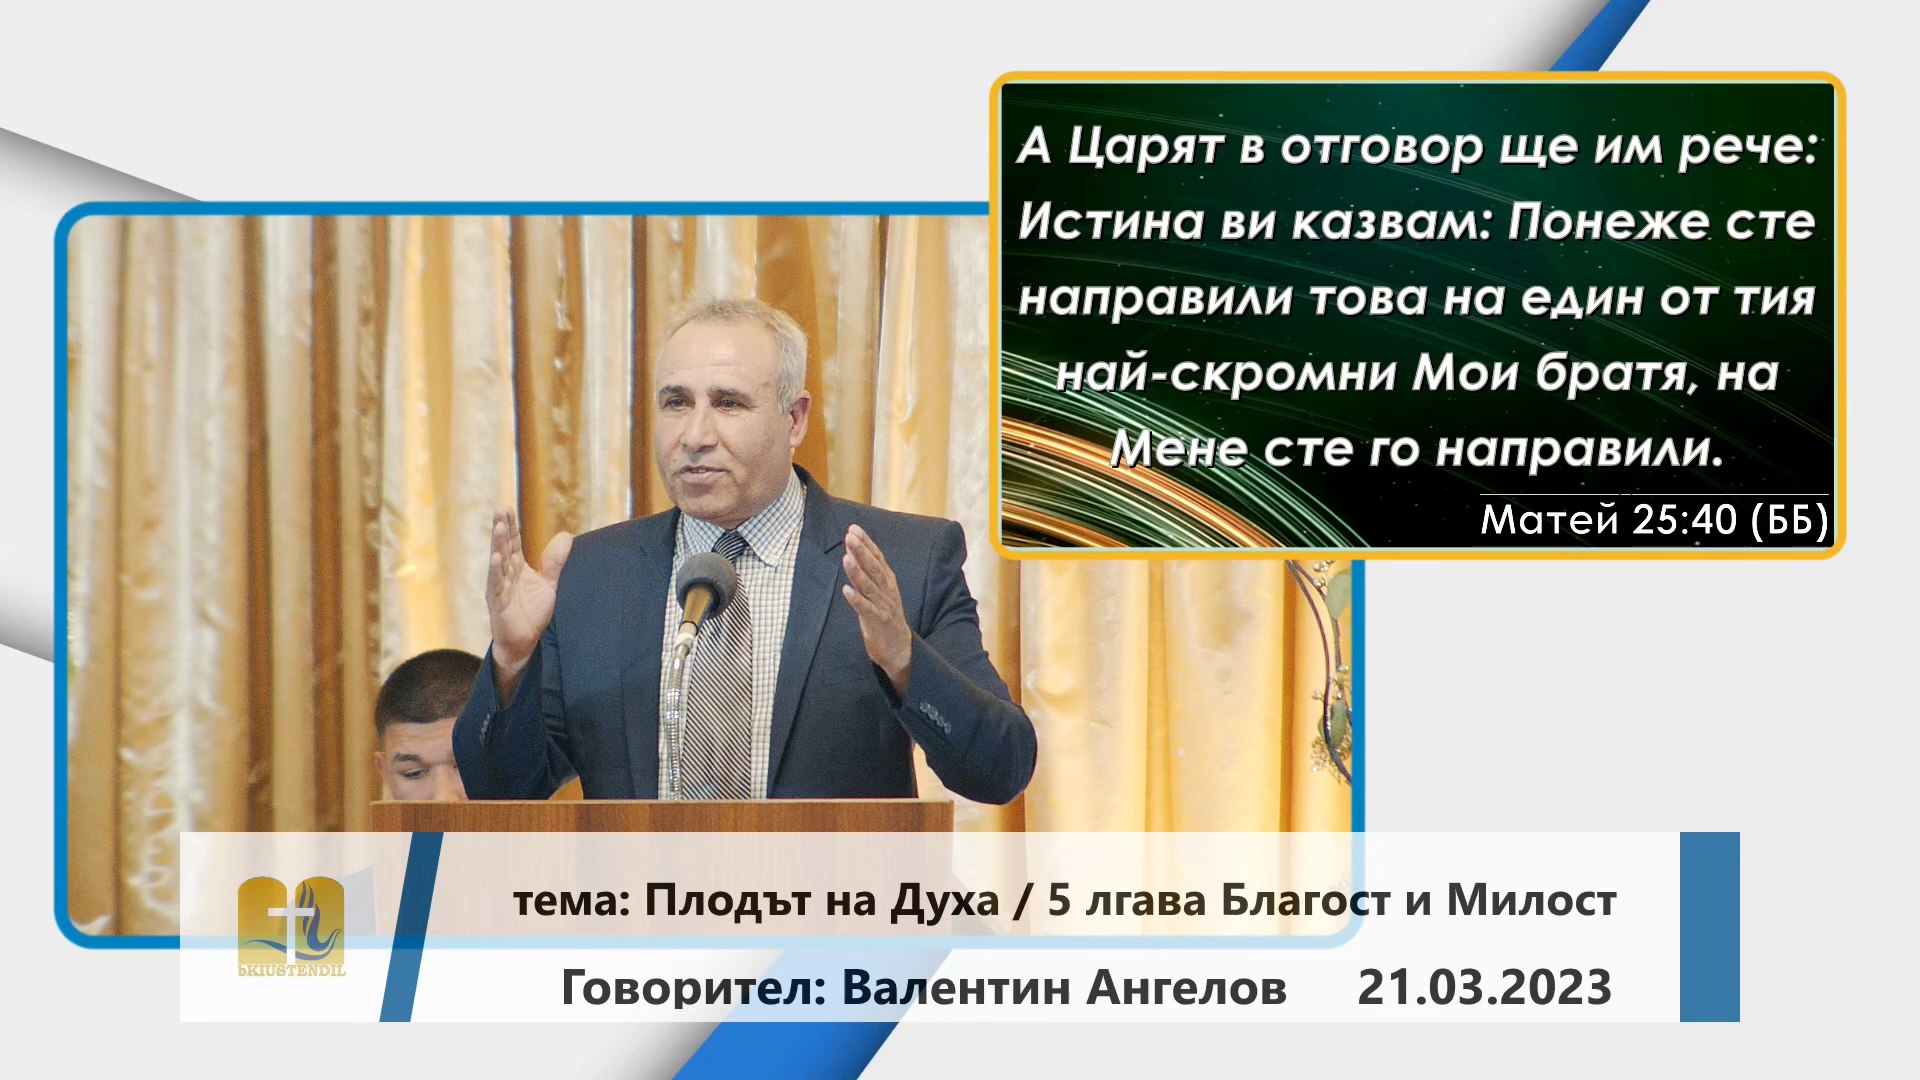 А Царят в отговор ще им рече:
Истина ви казвам: Понеже сте
направили това на един от тия
най-скромни Мои братя, на
Мене сте го направили.
Матей 25:40 (ББ)
тема: Плодът на Духа / 5 лгава Благост и Милост
bKIUSTENDIL
Говорител: Валентин Ангелов 21.03.2023